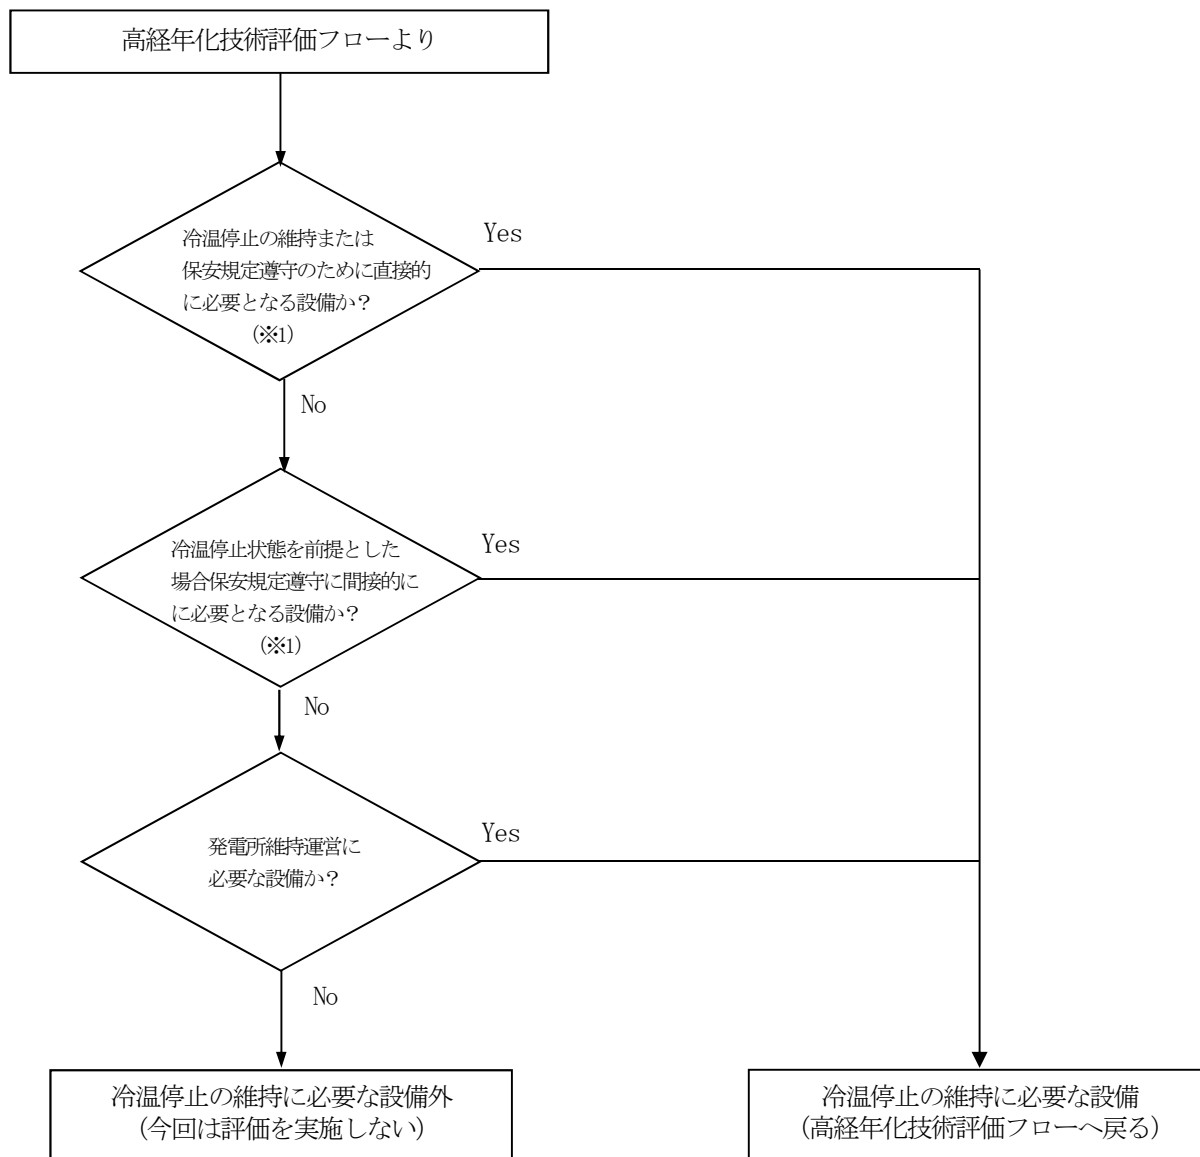 高経年化技術評価フローより
冷温停止の維持または
保安規定遵守のために直接的
に必要となる設備か？
(※1)
Yes
No
冷温停止状態を前提とした
場合保安規定遵守に間接的に
に必要となる設備か？
(※1)
Yes
No
発電所維持運営に
必要な設備か？
Yes
No
冷温停止の維持に必要な設備外
（今回は評価を実施しない）
冷温停止の維持に必要な設備
（高経年化技術評価フローへ戻る）